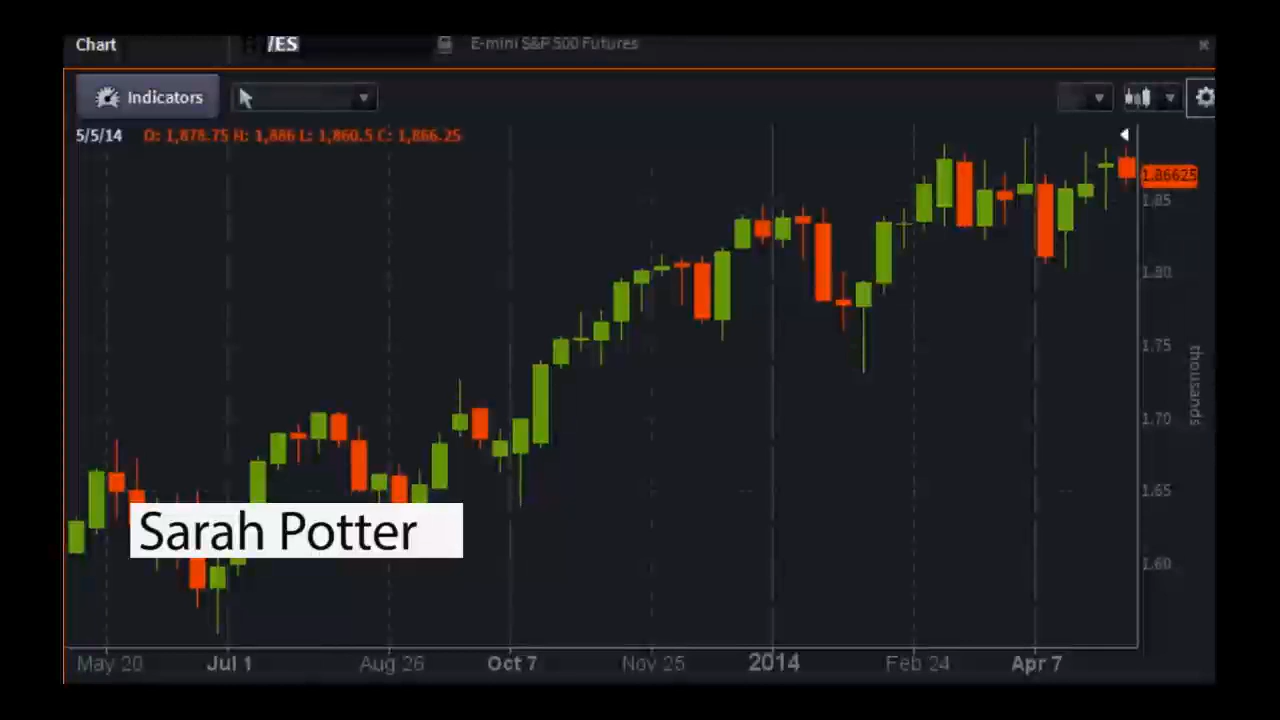 Chart /ES E-mini S&P 500 Futures
Indicators
5/5/14 O: 1,878.75 H: 1,886 L: 1,860.5 C: 1,866.25
1.86625
1.85
1.80
1.75
thousands
1.70
1.65
Sarah Potter
1.60
May 20 Jul 1 Aug 26 Oct 7 Nov 25 2014 Feb 24 Apr 7